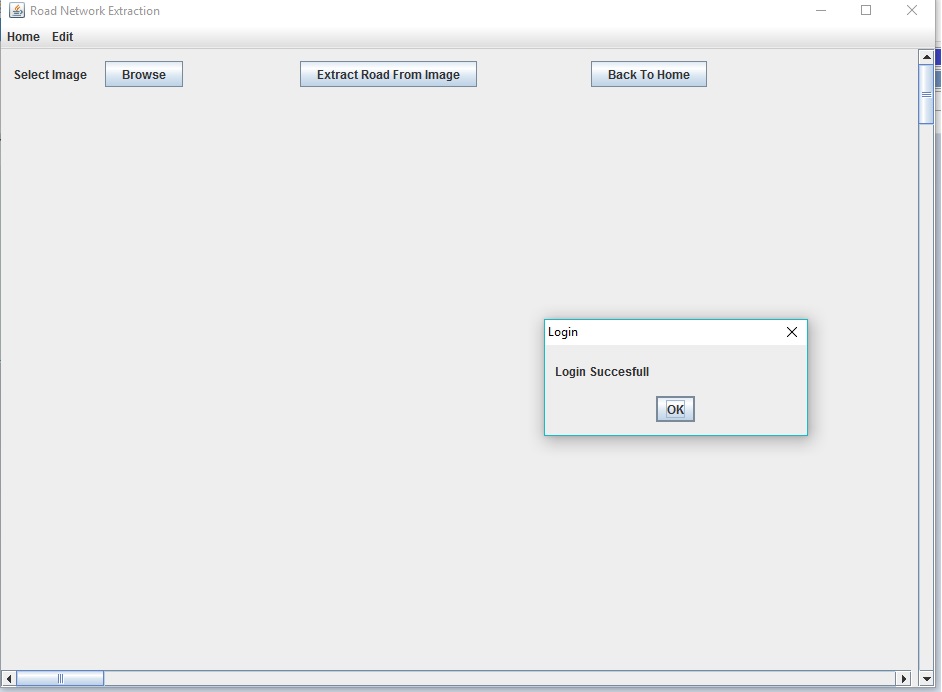 Road Network Extraction
Home Edit
Select Image Browse Extract Road From Image Back To Home
Login
Login Succesfull
OK